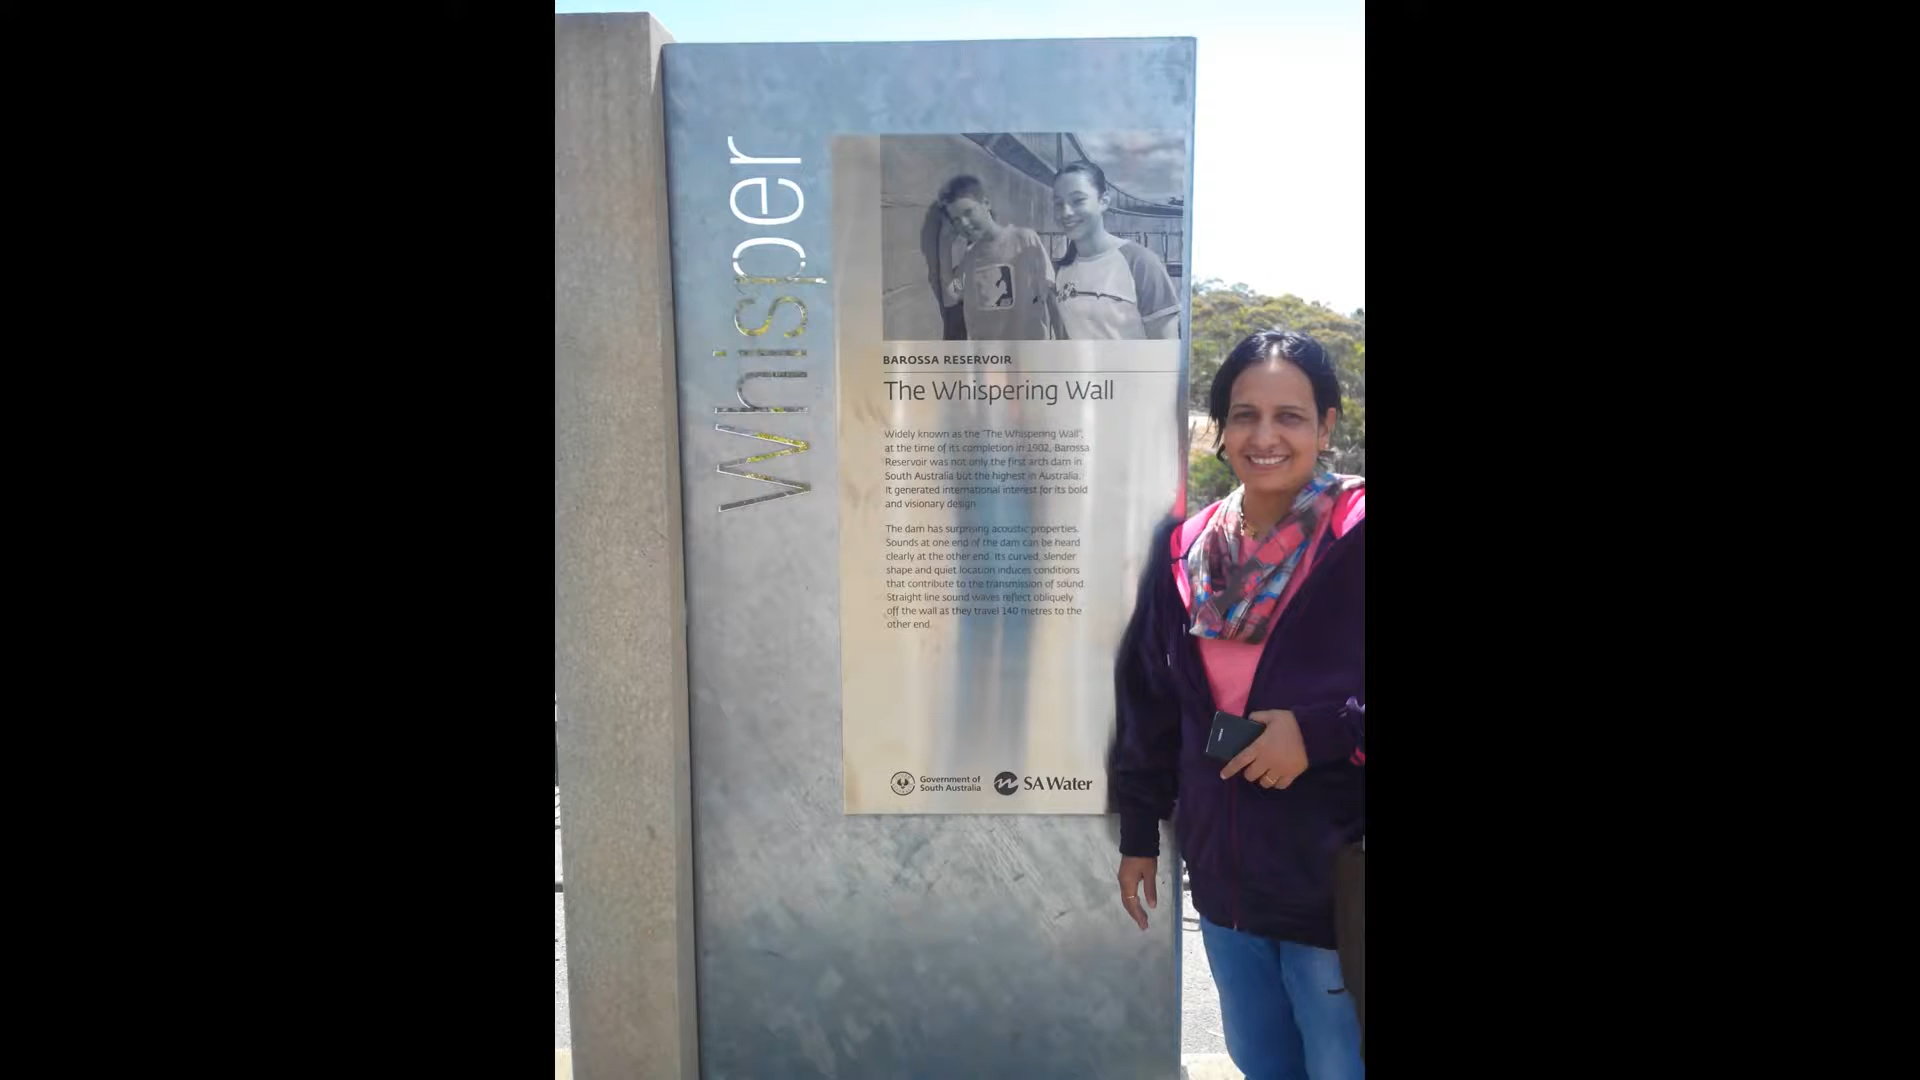 Whisper
BAROSSA RESERVOIR
The Whispering Wall
Widely known as the "The Whispering Wall",
at the time of its completion in 1902, Barossa
Reservoir was not only the first arch dam in
South Australia but the highest in Australia.
It generated international interest for its bold
and visionary design.
The dam has surprising acoustic properties.
Sounds at one end of the dam can be heard
clearly at the other end. Its curved, slender
shape and quiet location induces conditions
that contribute to the transmission of sound.
Straight line sound waves reflect obliquely
off the wall as they travel 140 metres to the
other end.
Government of
South Australia
SA Water